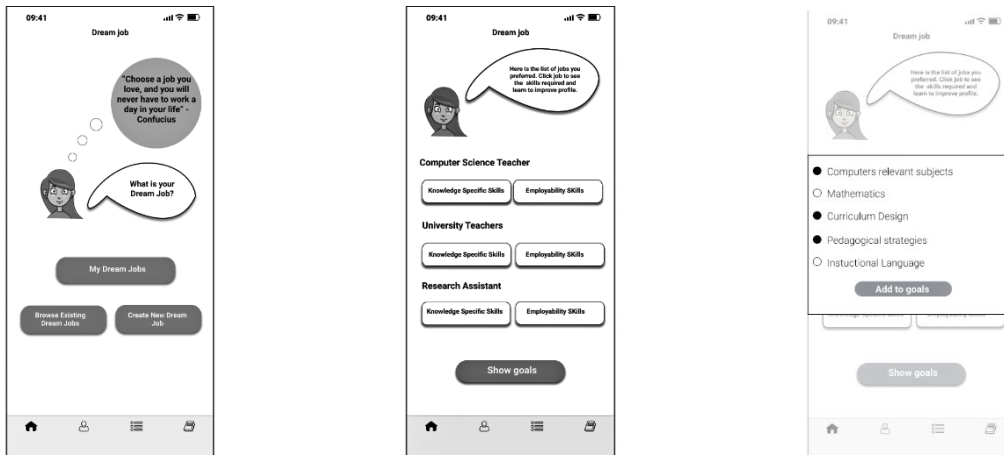 09:41
Dream job
"Choose a job you
love, and you will
never have to work a
day in your life" -
Confucius
What is your
Dream Job?
My Dream Jobs
Browse Existing
Dream Jobs
Create New Dream
Job
09:41
Dream job
Here is the list of jobs you
preferred. Click job to see
the skills required and
learn to improve profile.
Computer Science Teacher
Knowledge Specific Skills
Employability SKills
University Teachers
Knowledge Specific Skills
Employability SKills
Research Assistant
Knowledge Specific Skills
Employability SKills
Show goals
09:41
Dream job
Here is the list of jobs you
preferred. Click job to see
the skills required and
learn to improve profile.
Computers relevant subjects
Mathematics
Curriculum Design
Pedagogical strategies
Instuctional Language
Add to goals
Show goals